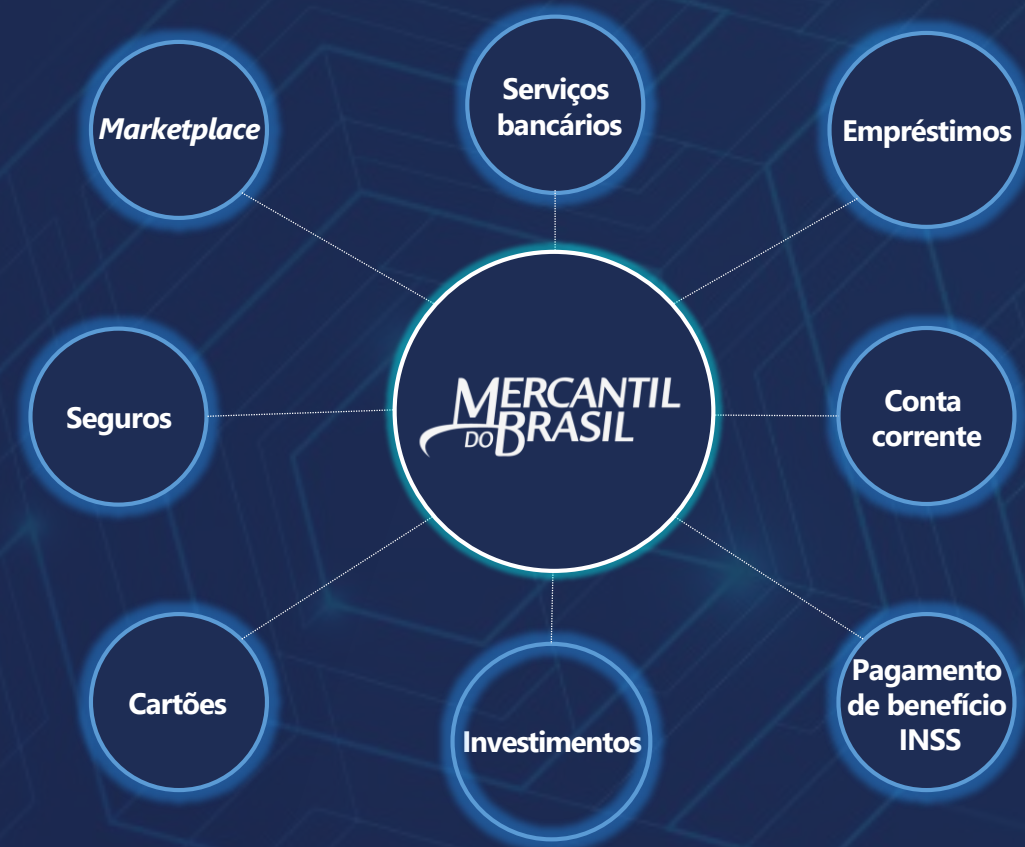 Marketplace
Serviços
bancários
Empréstimos
MERCANTIL
DO BRASIL
Seguros
Conta
corrente
Cartões
Investimentos
Pagamento
de benefício
INSS